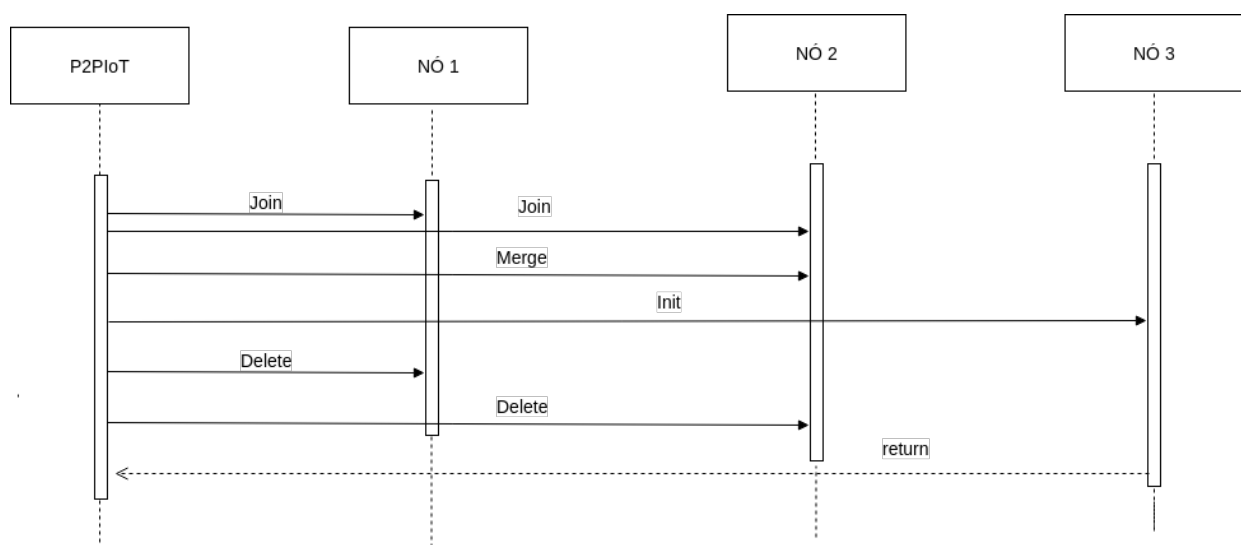 P2PIoT
NÓ 1
NÓ 2
NÓ 3
Join
Join
Merge
Init
Delete
Delete
return